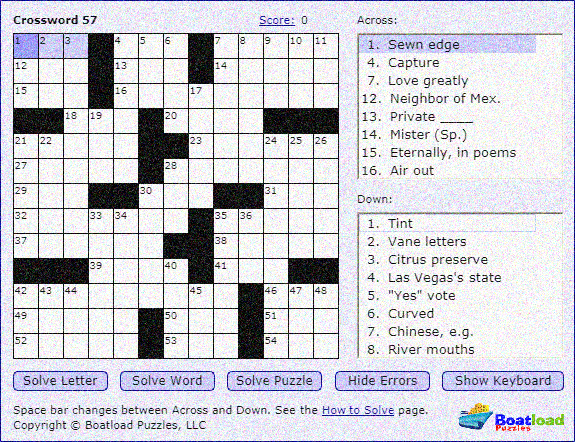 Crossword 57
Score: 0
1 2 3 4 5 6 7 8 9 10 11
12 13 14
15 16 17
18 19 20
21 22 23 24 25 26
27 28
29 30 31
32 33 34 35 36
37 38
39 40 41
42 43 44 45 46 47 48
49 50 51
52 53 54
Across:
1. Sewn edge
4. Capture
7. Love greatly
12. Neighbor of Mex.
13. Private ____
14. Mister (Sp.)
15. Eternally, in poems
16. Air out
Down:
1. Tint
2. Vane letters
3. Citrus preserve
4. Las Vegas's state
5. "Yes" vote
6. Curved
7. Chinese, e.g.
8. River mouths
Solve Letter Solve Word Solve Puzzle Hide Errors Show Keyboard
Space bar changes between Across and Down. See the How to Solve page.
Copyright © Boatload Puzzles, LLC
Boatload
Puzzles